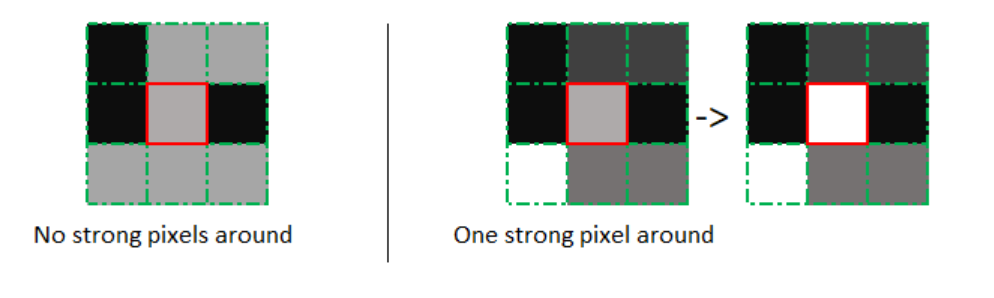 ->
No strong pixels around
One strong pixel around